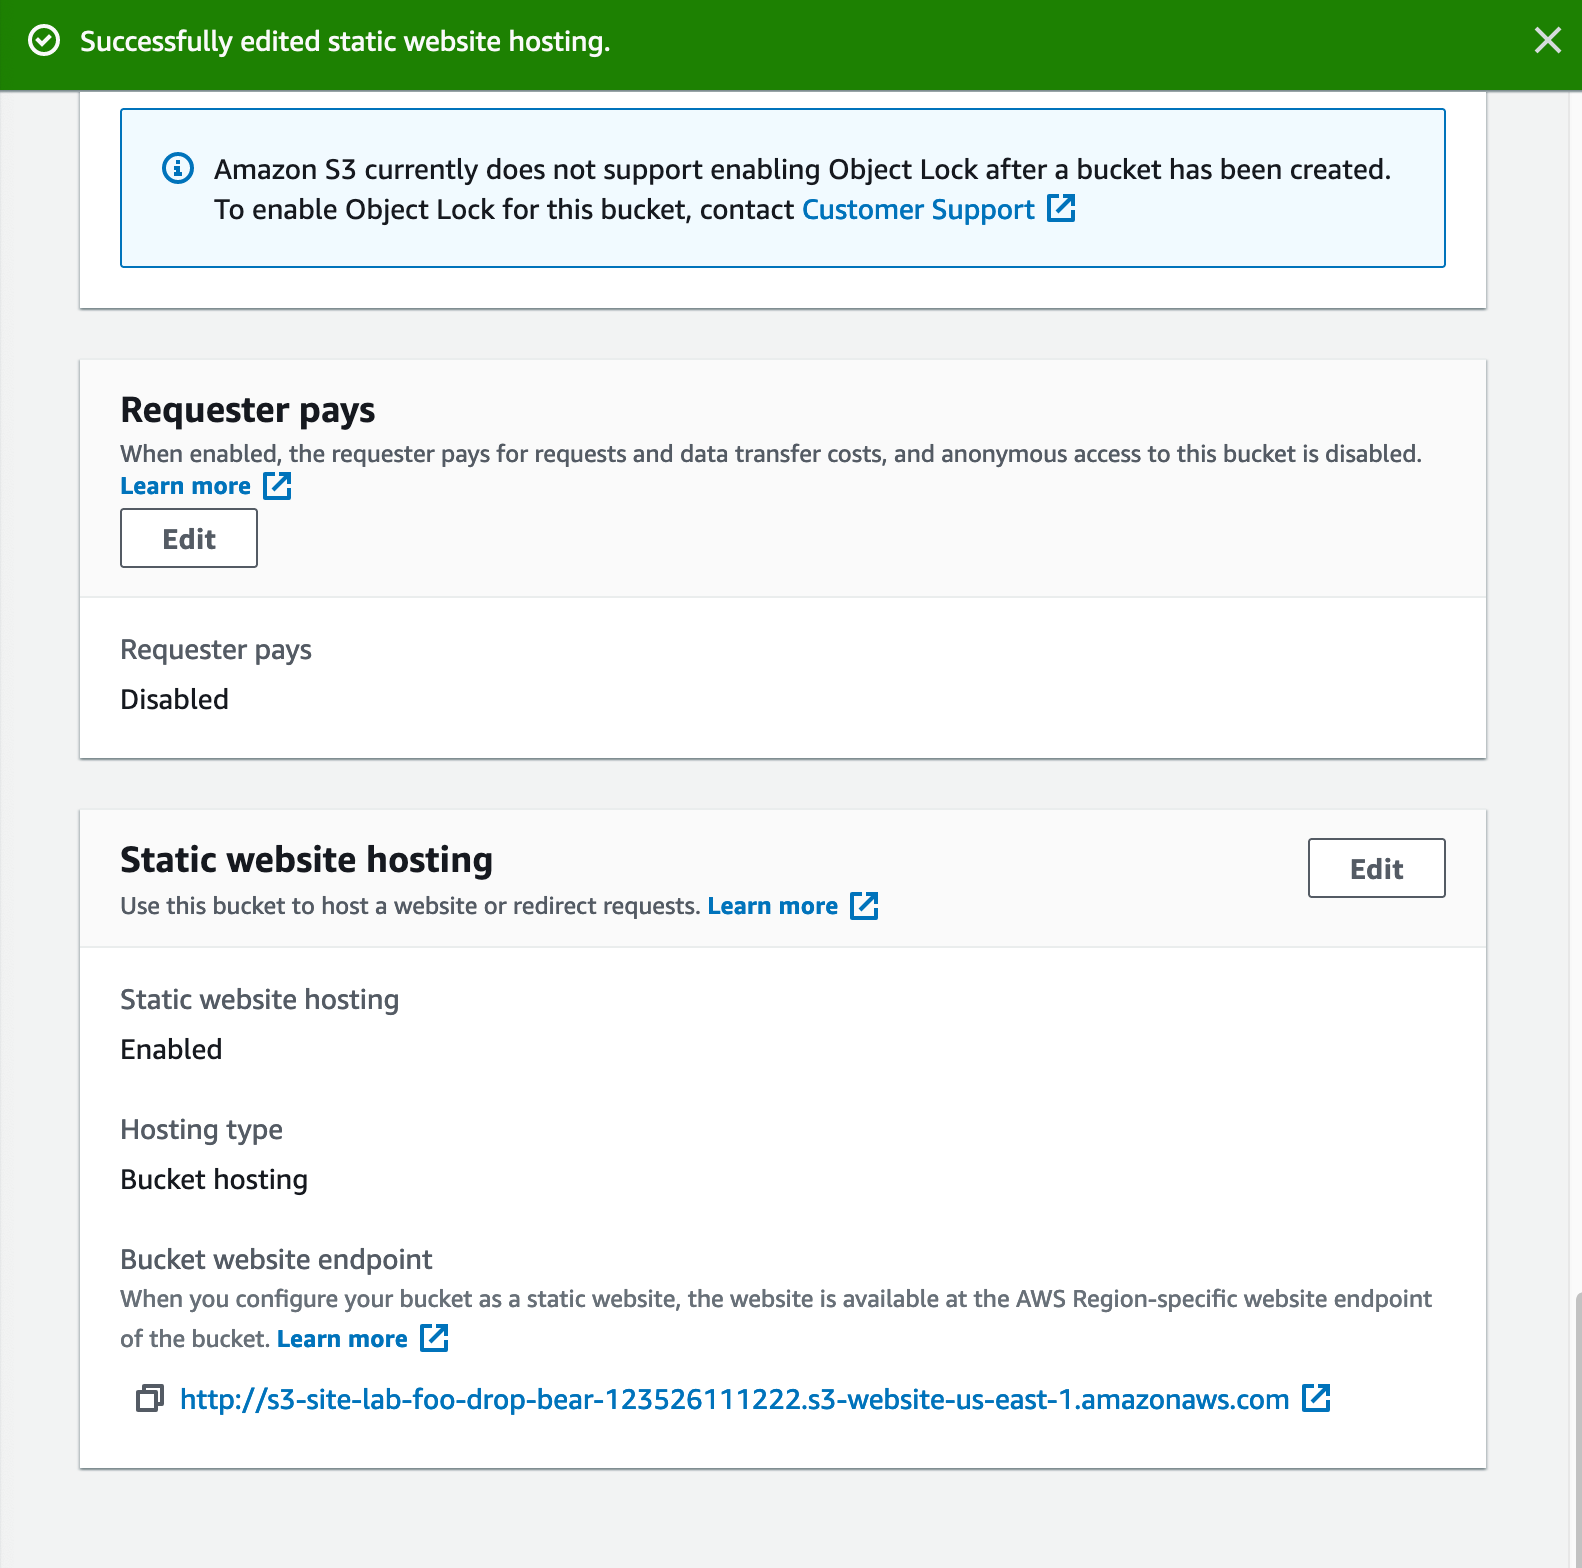 Successfully edited static website hosting.
Amazon S3 currently does not support enabling Object Lock after a bucket has been created.
To enable Object Lock for this bucket, contact Customer Support
Requester pays
When enabled, the requester pays for requests and data transfer costs, and anonymous access to this bucket is disabled.
Learn more
Edit
Requester pays
Disabled
Static website hosting
Edit
Use this bucket to host a website or redirect requests. Learn more
Static website hosting
Enabled
Hosting type
Bucket hosting
Bucket website endpoint
When you configure your bucket as a static website, the website is available at the AWS Region-specific website endpoint
of the bucket. Learn more
http://s3-site-lab-foo-drop-bear-123526111222.s3-website-us-east-1.amazonaws.com